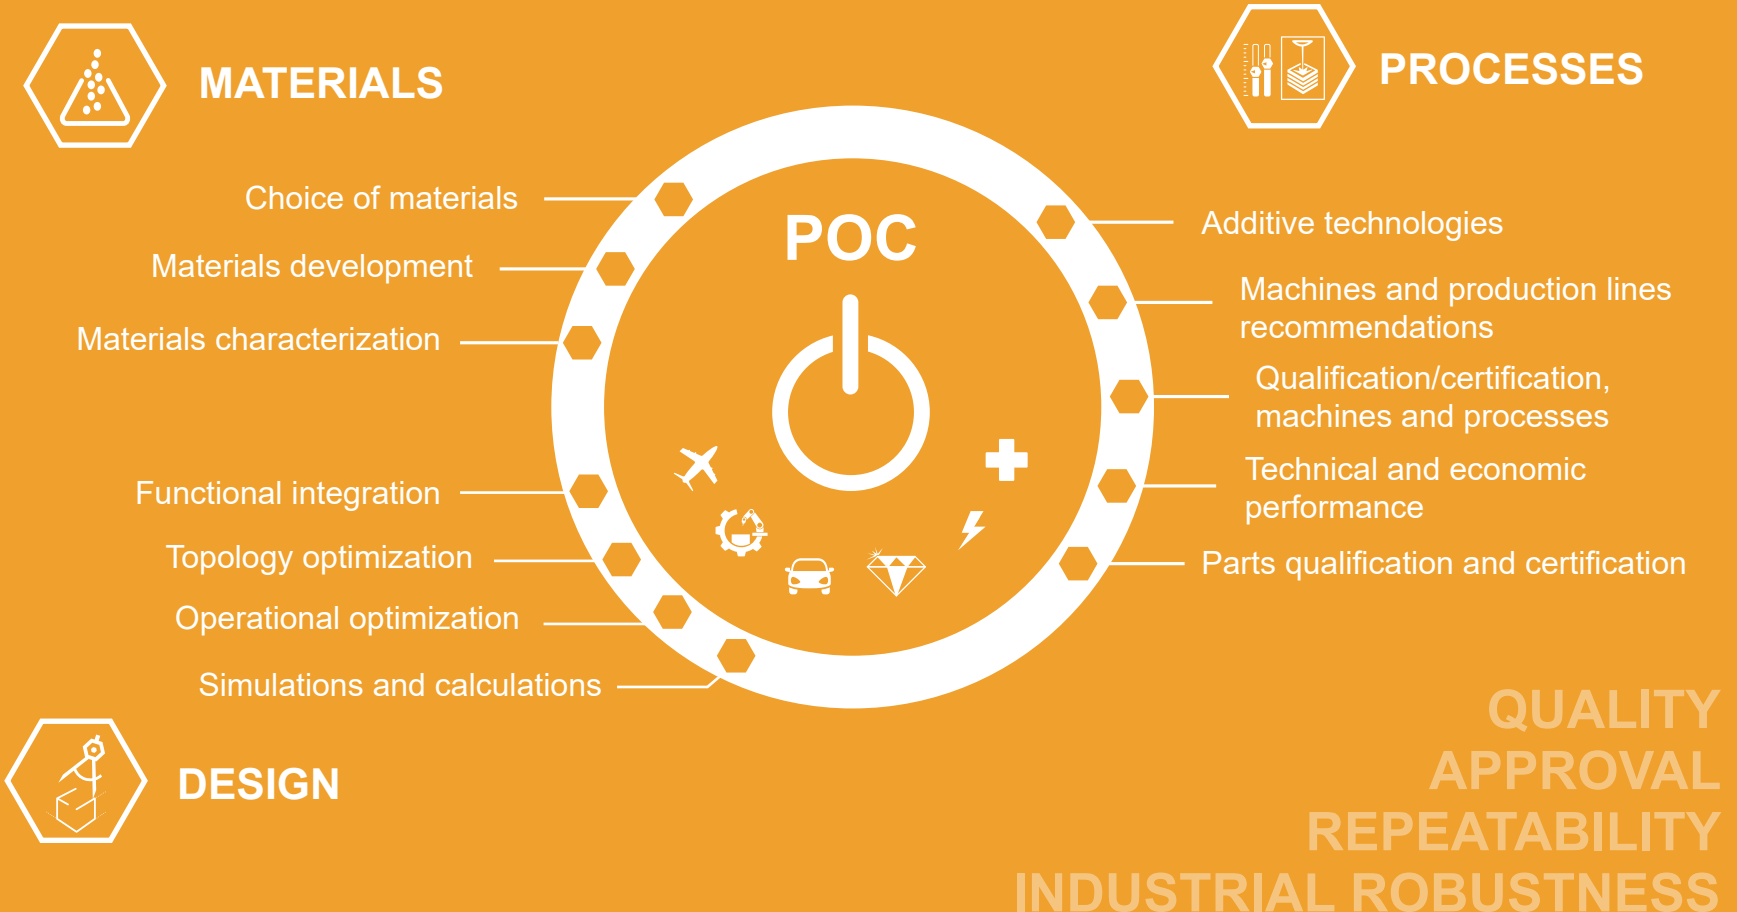 MATERIALS
Choice of materials
Materials development
Materials characterization
Functional integration
Topology optimization
Operational optimization
Simulations and calculations
DESIGN
POC
PROCESSES
Additive technologies
Machines and production lines
recommendations
Qualification/certification,
machines and processes
Technical and economic
performance
Parts qualification and certification
QUALITY
APPROVAL
REPEATABILITY
INDUSTRIAL ROBUSTNESS